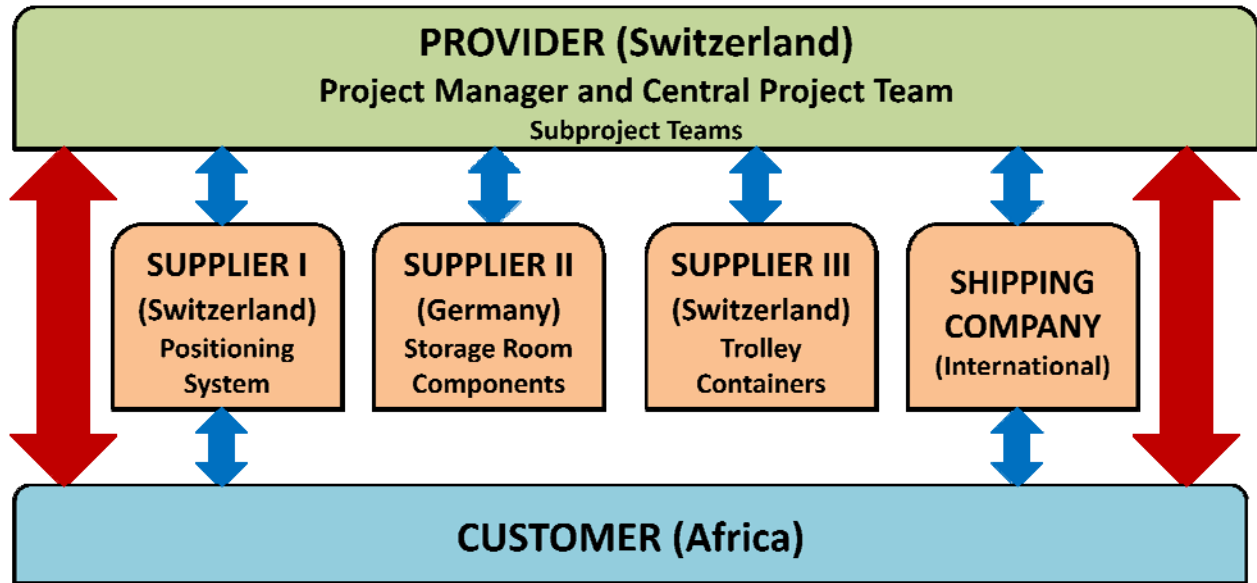 PROVIDER (Switzerland)
Project Manager and Central Project Team
Subproject Teams
SUPPLIER I
(Switzerland)
Positioning
System
SUPPLIER II
(Germany)
Storage Room
Components
SUPPLIER III
(Switzerland)
Trolley
Containers
SHIPPING
COMPANY
(International)
CUSTOMER (Africa)